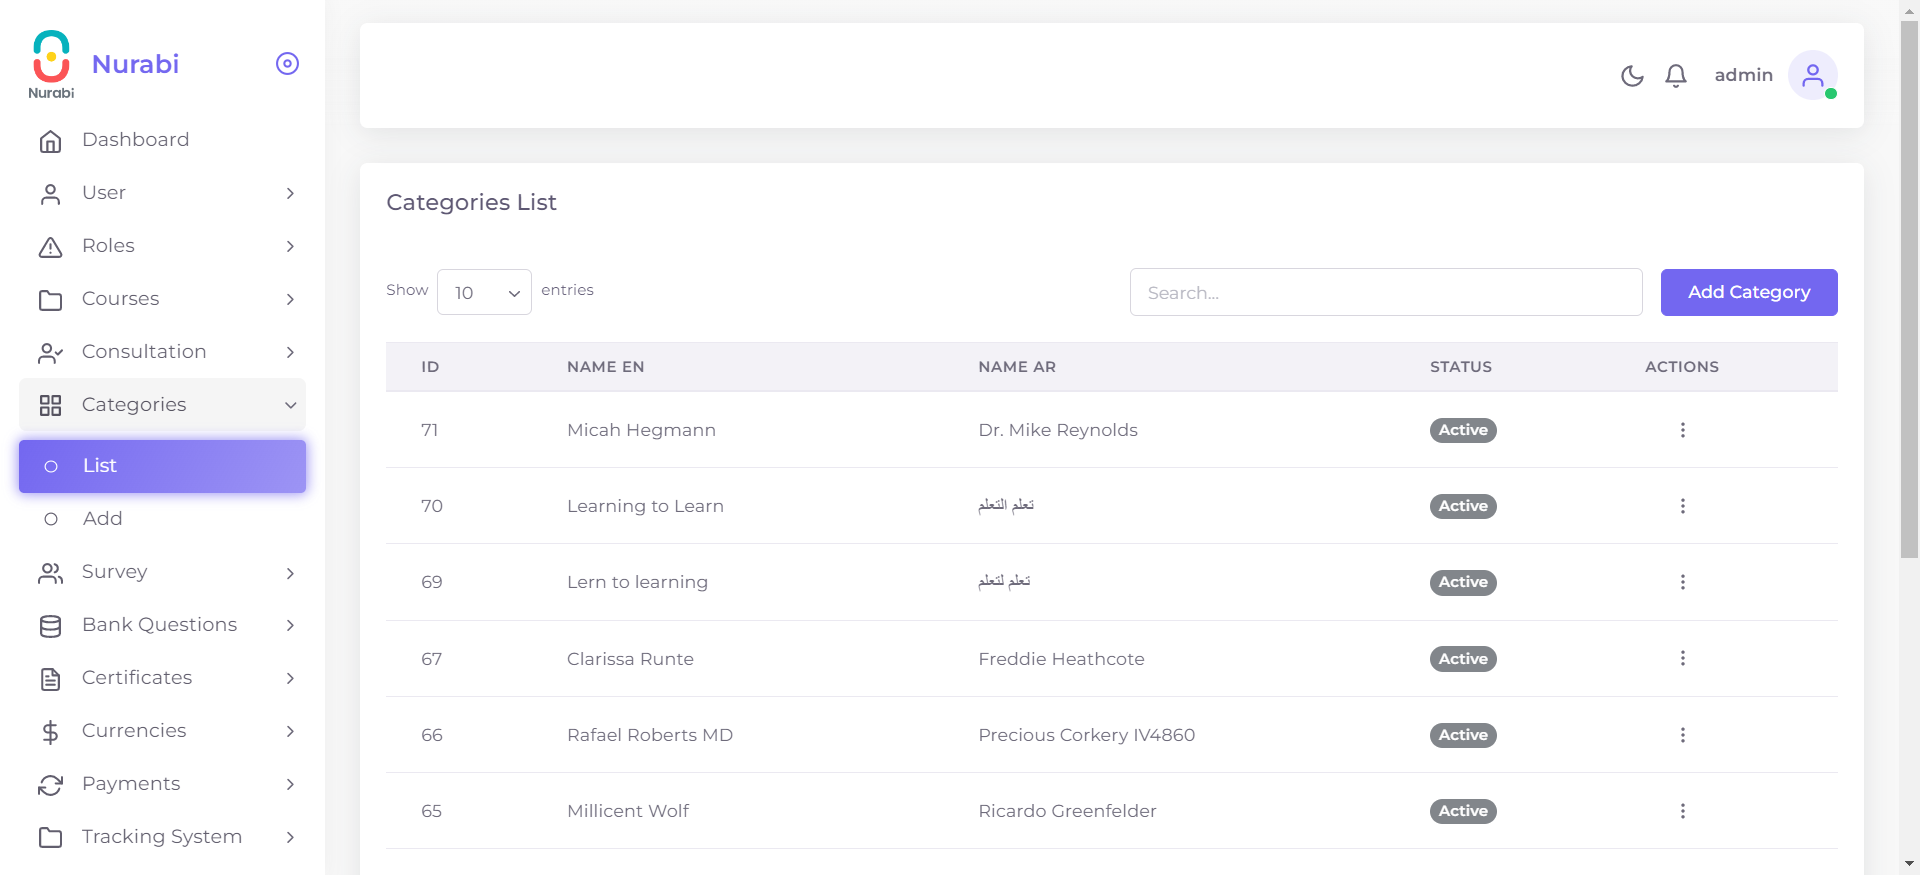 Nurabi
Nurabi
Dashboard
User
Roles
Courses
Consultation
Categories
List
Add
Survey
Bank Questions
Certificates
Currencies
Payments
Tracking System
admin
Categories List
Show 10 entries
Search...
Add Category
ID NAME EN NAME AR STATUS ACTIONS
71 Micah Hegmann Dr. Mike Reynolds Active
70 Learning to Learn تعلم التعلم Active
69 Lern to learning تعلم لتعلم Active
67 Clarissa Runte Freddie Heathcote Active
66 Rafael Roberts MD Precious Corkery IV4860 Active
65 Millicent Wolf Ricardo Greenfelder Active